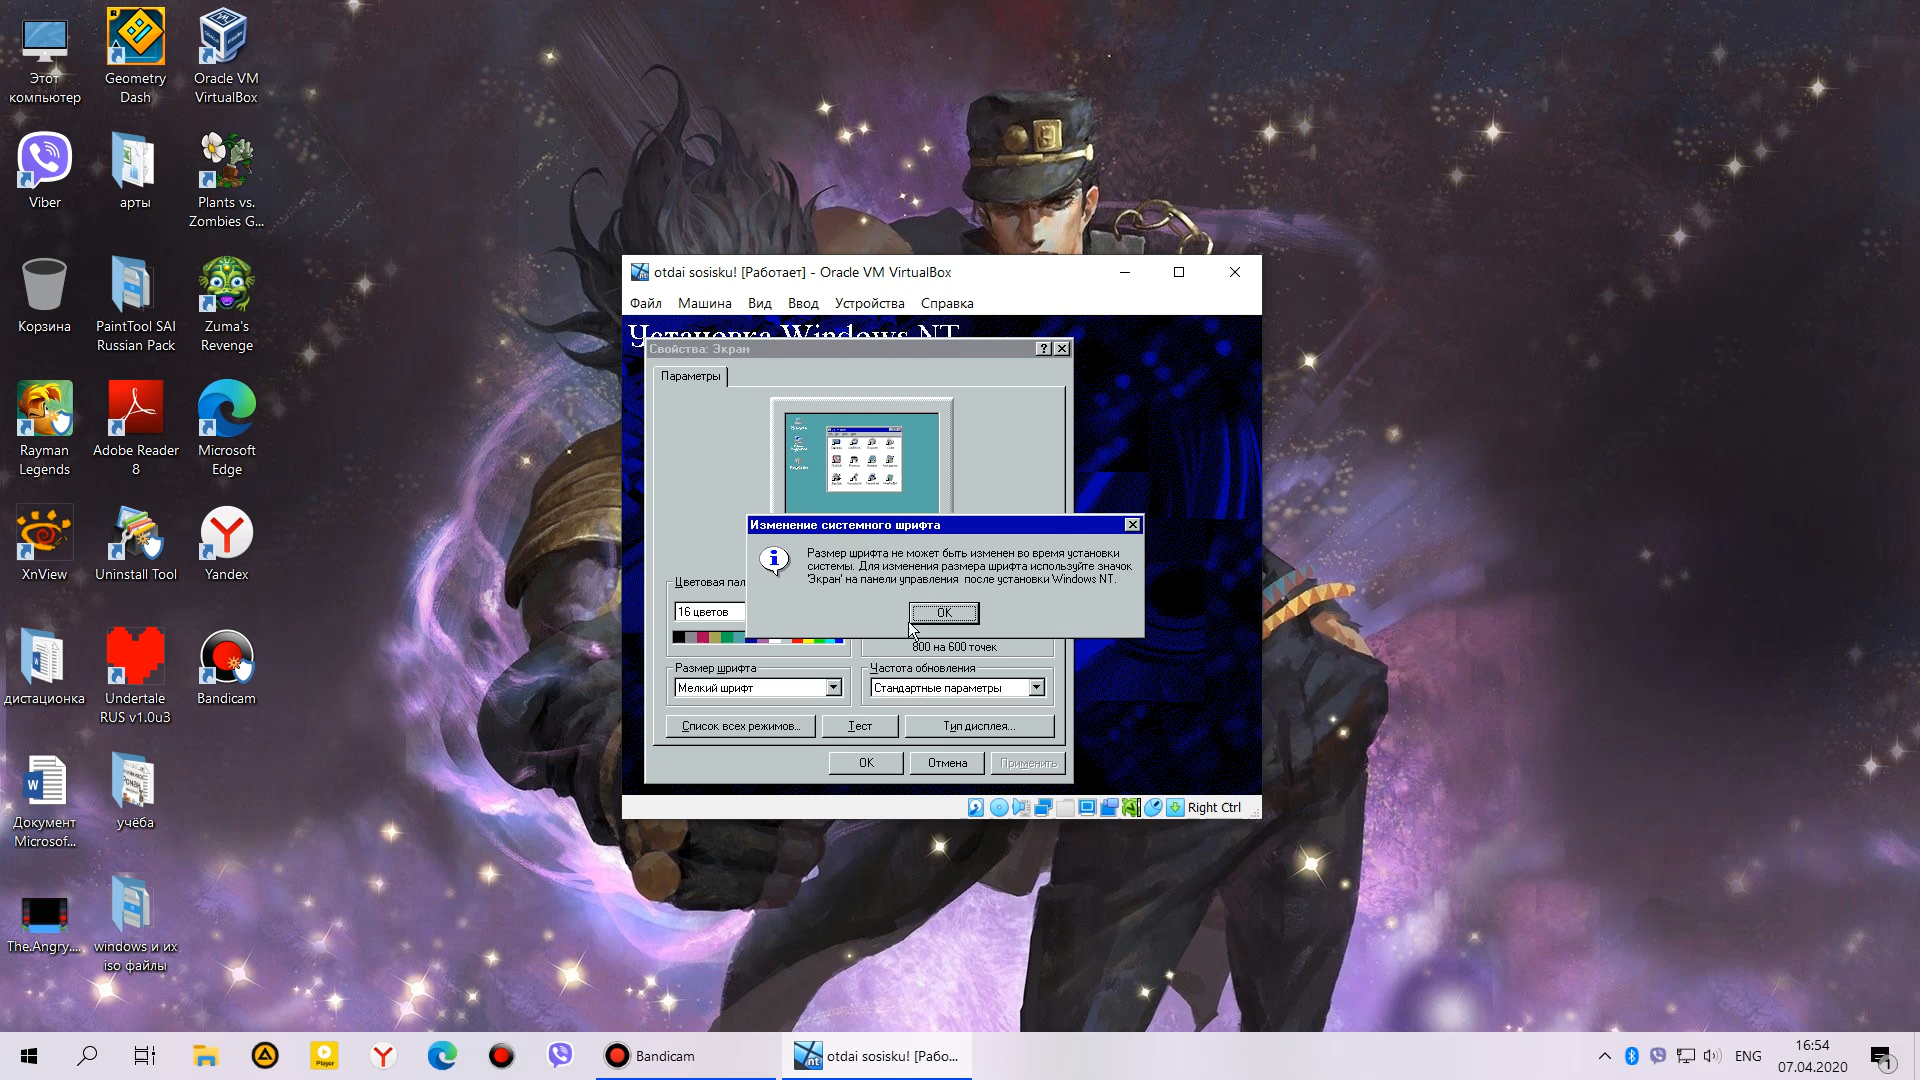 Этот
компьютер
Geometry
Dash
Oracle VM
VirtualBox
Viber
арты
Plants vs.
Zombies G...
Корзина
PaintTool SAI
Russian Pack
Zuma's
Revenge
Rayman
Legends
Adobe Reader
8
Microsoft
Edge
XnView
Uninstall Tool
Yandex
дистационка
Undertale
RUS v1.0u3
Bandicam
Документ
Microsof...
учёба
The.Angry....
windows и их
iso файлы
otdai sosisku! [Работает] - Oracle VM VirtualBox
Файл Машина Вид Ввод Устройства Справка
Установка Windows NT
Свойства: Экран
Параметры
Изменение системного шрифта
Размер шрифта не может быть изменен во время установки
системы. Для изменения размера шрифта используйте значок
'Экран' на панели управления после установки Windows NT.
OK
Цветовая пал
16 цветов
800 на 600 точек
Размер шрифта
Мелкий шрифт
Частота обновления
Стандартные параметры
Список всех режимов...
Тест
Тип дисплея...
OK
Отмена
Применить
Right Ctrl
Bandicam
otdai sosisku! [Рабо...
ENG
16:54
07.04.2020
1